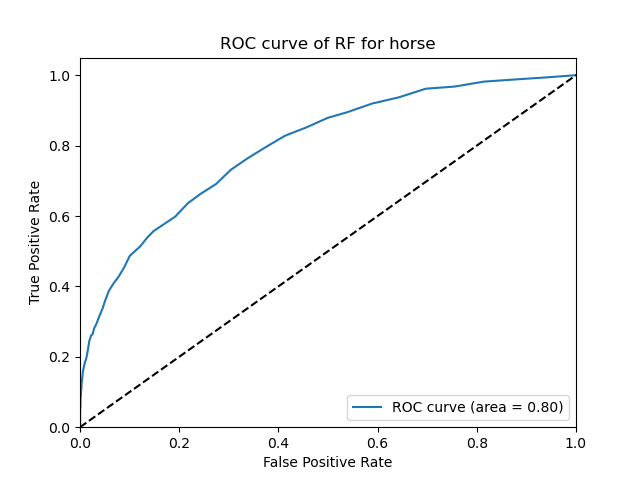 ROC curve of RF for horse
1.0
0.8
0.6
0.4
0.2
0.0
True Positive Rate
ROC curve (area = 0.80)
0.0 0.2 0.4 0.6 0.8 1.0
False Positive Rate